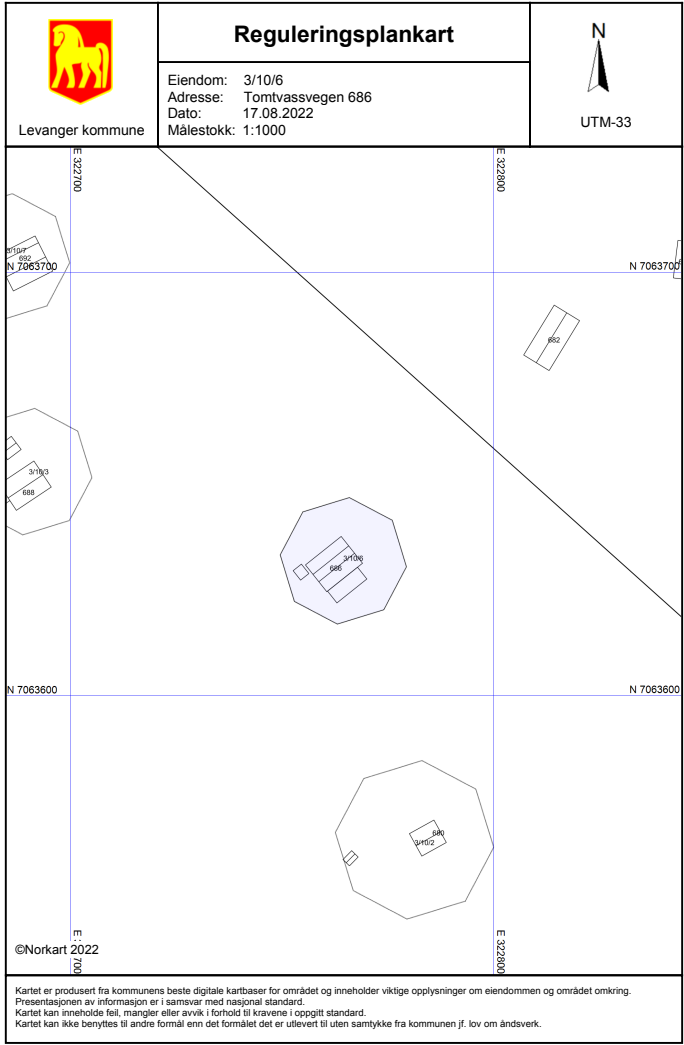 Reguleringsplankart
Eiendom: 3/10/6
Adresse: Tomtvassvegen 686
Dato: 17.08.2022
Målestokk: 1:1000
Levanger kommune
N
UTM-33
E 322700
E 322800
3/10/7
692
N 7063700
N 7063700
682
3/10/3
688
3/10/6
686
N 7063600
N 7063600
680
3/10/2
E 322800
©Norkart 2022
Kartet er produsert fra kommunens beste digitale kartbaser for området og inneholder viktige opplysninger om eiendommen og området omkring.
Presentasjonen av informasjon er i samsvar med nasjonal standard.
Kartet kan inneholde feil, mangler eller avvik i forhold til kravene i oppgitt standard.
Kartet kan ikke benyttes til andre formål enn det formålet det er utlevert til uten samtykke fra kommunen jf. lov om åndsverk.